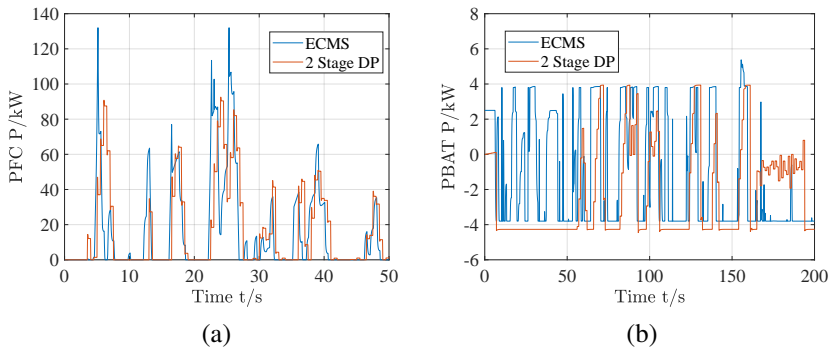 140
120
100
80
60
40
20
0
PFC P/kW
ECMS
2 Stage DP
0 10 20 30 40 50
Time t/s
(a)
6
4
2
0
-2
-4
-6
PBAT P/kW
ECMS
2 Stage DP
0 50 100 150 200
Time t/s
(b)